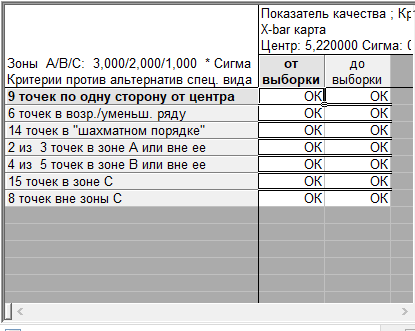 Показатель качества ; Кр
X-bar карта
Центр: 5,220000 Сигма: 0
Зоны A/B/C: 3,000/2,000/1,000 * Сигма
Критерии против альтернатив спец. вида
от выборки
до выборки
9 точек по одну сторону от центра OK OK
6 точек в возр./уменьш. ряду OK OK
14 точек в "шахматном порядке" OK OK
2 из 3 точек в зоне A или вне ее OK OK
4 из 5 точек в зоне B или вне ее OK OK
15 точек в зоне C OK OK
8 точек вне зоны C OK OK